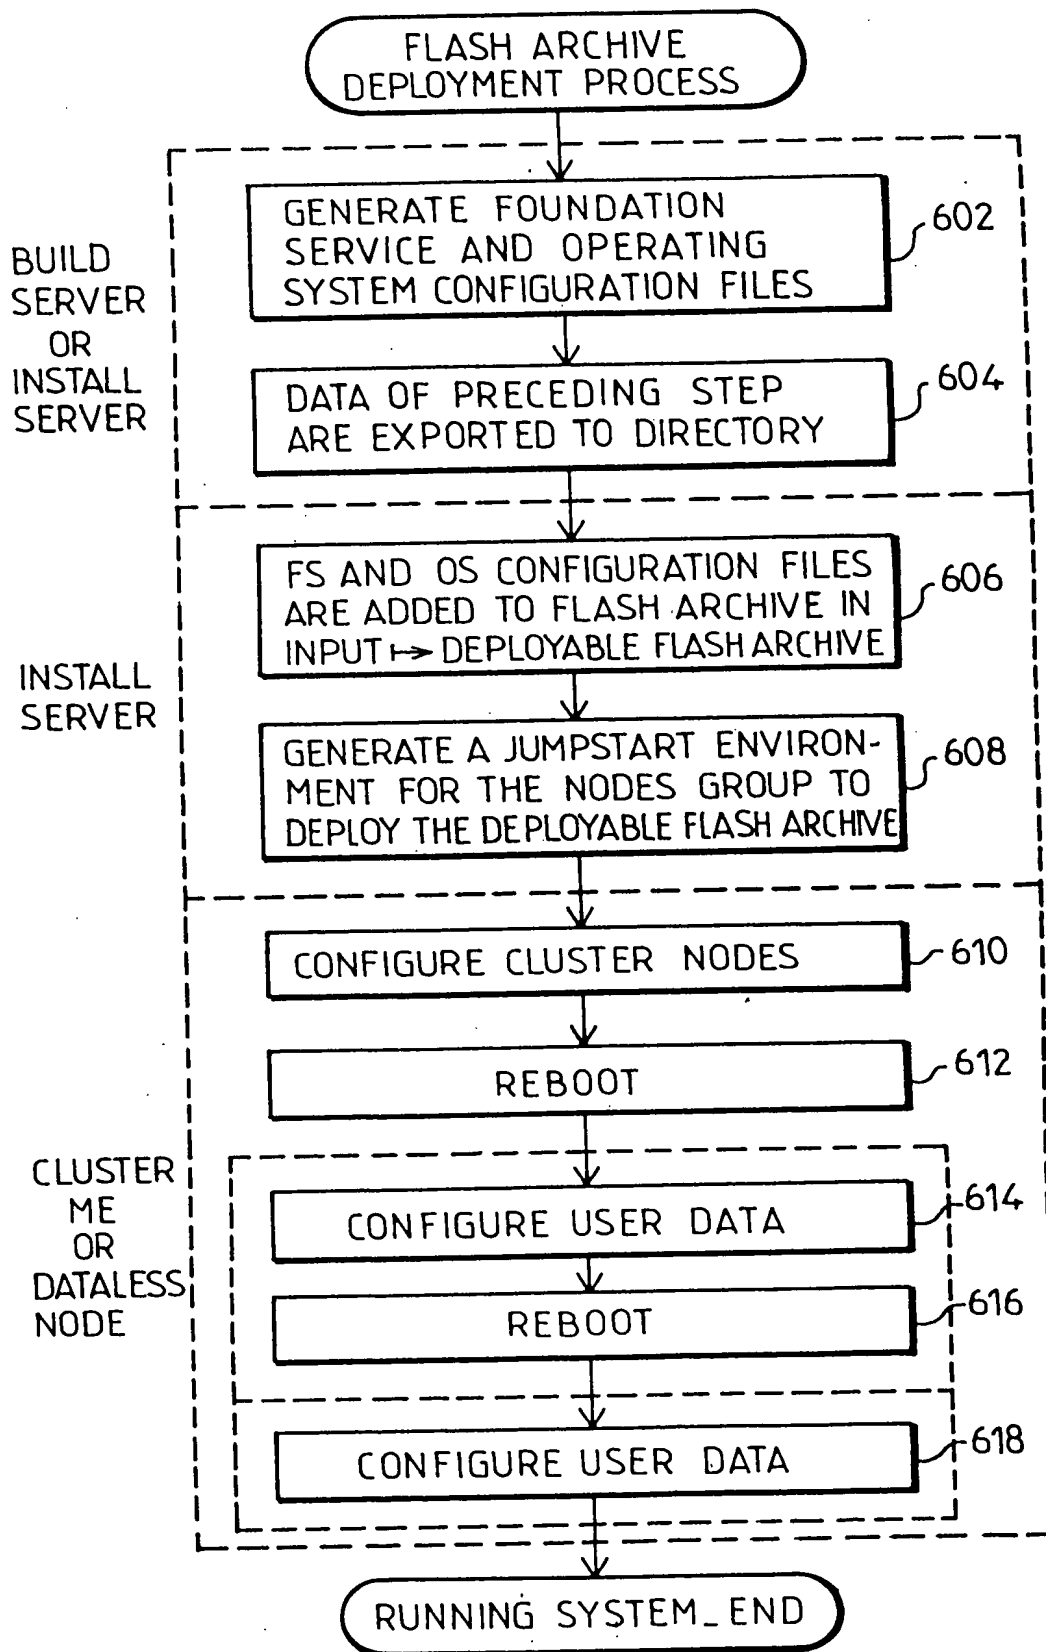 FLASH ARCHIVE
DEPLOYMENT PROCESS
BUILD
SERVER
OR
INSTALL
SERVER
GENERATE FOUNDATION
SERVICE AND OPERATING
SYSTEM CONFIGURATION FILES
602
DATA OF PRECEDING STEP
ARE EXPORTED TO DIRECTORY
604
INSTALL
SERVER
FS AND OS CONFIGURATION FILES
ARE ADDED TO FLASH ARCHIVE IN
INPUT ↦ DEPLOYABLE FLASH ARCHIVE
606
GENERATE A JUMPSTART ENVIRON-
MENT FOR THE NODES GROUP TO
DEPLOY THE DEPLOYABLE FLASH ARCHIVE
608
CLUSTER
ME
OR
DATALESS
NODE
CONFIGURE CLUSTER NODES
610
REBOOT
612
CONFIGURE USER DATA
614
REBOOT
616
CONFIGURE USER DATA
618
RUNNING SYSTEM_END